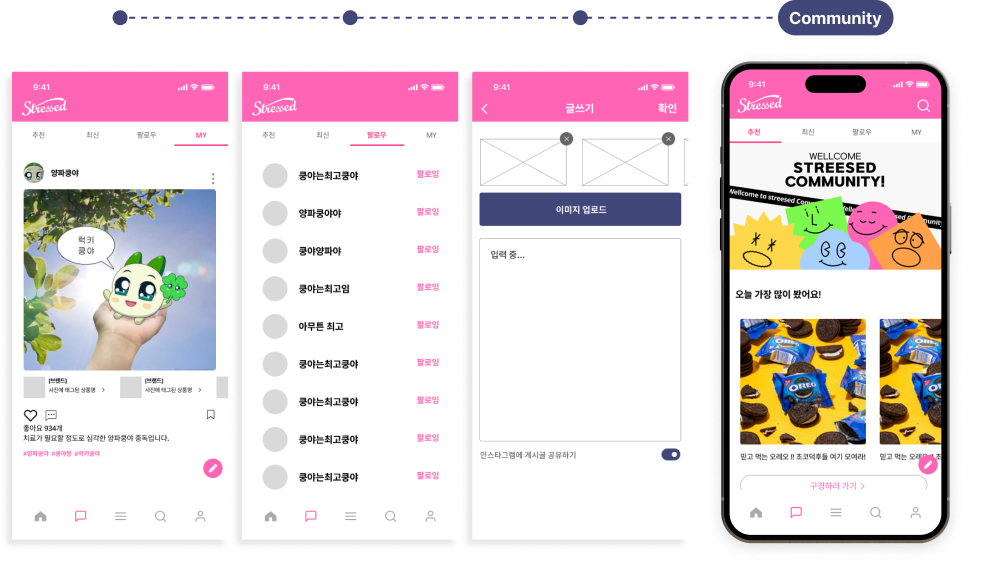 Community
9:41
Stressed
추천 최신 팔로우 MY
양파쿵야
럭키
쿵야
[브랜드]
사진에 태그된 상품명 >
[브랜드]
사진에 태그된 상품명 >
좋아요 934개
치료가 필요할 정도로 심각한 양파쿵야 중독입니다.
#양파쿵야 #쿵야링 #럭키쿵야
9:41
Stressed
추천 최신 팔로우 MY
쿵야는최고쿵야 팔로잉
양파쿵야야 팔로잉
쿵야양파야 팔로잉
쿵야는최고임 팔로잉
아무튼 최고 팔로잉
쿵야는최고쿵야 팔로잉
쿵야는최고쿵야 팔로잉
쿵야는최고쿵야 팔로잉
쿵야는최고쿵야 팔로잉
9:41
글쓰기 확인
이미지 업로드
입력 중...
인스타그램에 게시글 공유하기
9:41
Stressed
추천 최신 팔로우 MY
WELLCOME
STREESED
COMMUNITY!
Wellcome to streesed Com
sed Community
오늘 가장 많이 봤어요!
OREO
믿고 먹는 오레오 !! 초코덕후들 여기 모여라!
믿고 먹는 오레오 !! 초
구경하러 가기 >